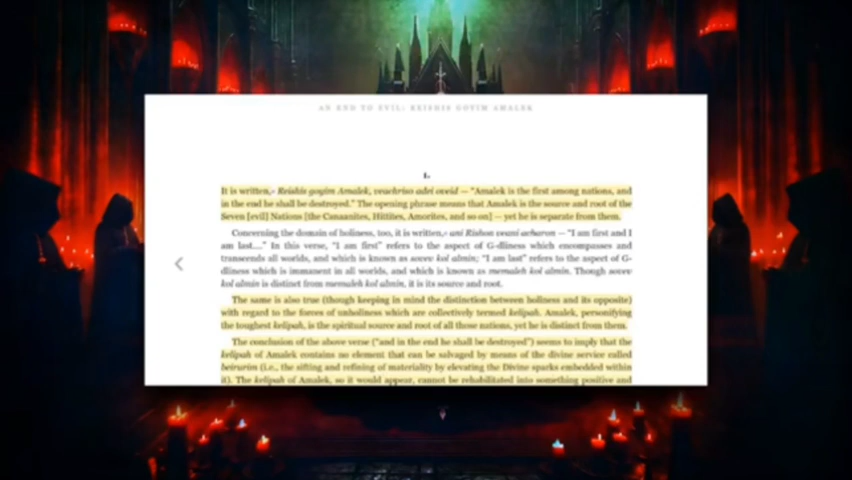 AN END TO EVIL: REISHIS GOYIM AMALEK
1.
It is written, Reishis goyim Amalek, veachriso adei oveid — "Amalek is the first among nations, and
in the end he shall be destroyed." The opening phrase means that Amalek is the source and root of the
Seven [evil] Nations [the Canaanites, Hittites, Amorites, and so on] — yet he is separate from them.
Concerning the domain of holiness, too, it is written, ani Rishon veani acharon — "I am first and I
am last...." In this verse, "I am first" refers to the aspect of G-dliness which encompasses and
transcends all worlds, and which is known as sovev kol almin; "I am last" refers to the aspect of G-
dliness which is immanent in all worlds, and which is known as memaleh kol almin. Though sovev
kol almin is distinct from memaleh kol almin, it is its source and root.
The same is also true (though keeping in mind the distinction between holiness and its opposite)
with regard to the forces of unholiness which are collectively termed kelipah. Amalek, personifying
the toughest kelipah, is the spiritual source and root of all those nations, yet he is distinct from them.
The conclusion of the above verse ("and in the end he shall be destroyed") seems to imply that the
kelipah of Amalek contains no element that can be salvaged by means of the divine service called
beirurim (i.e., the sifting and refining of materiality by elevating the Divine sparks embedded within
it). The kelipah of Amalek, so it would appear, cannot be rehabilitated into something positive and